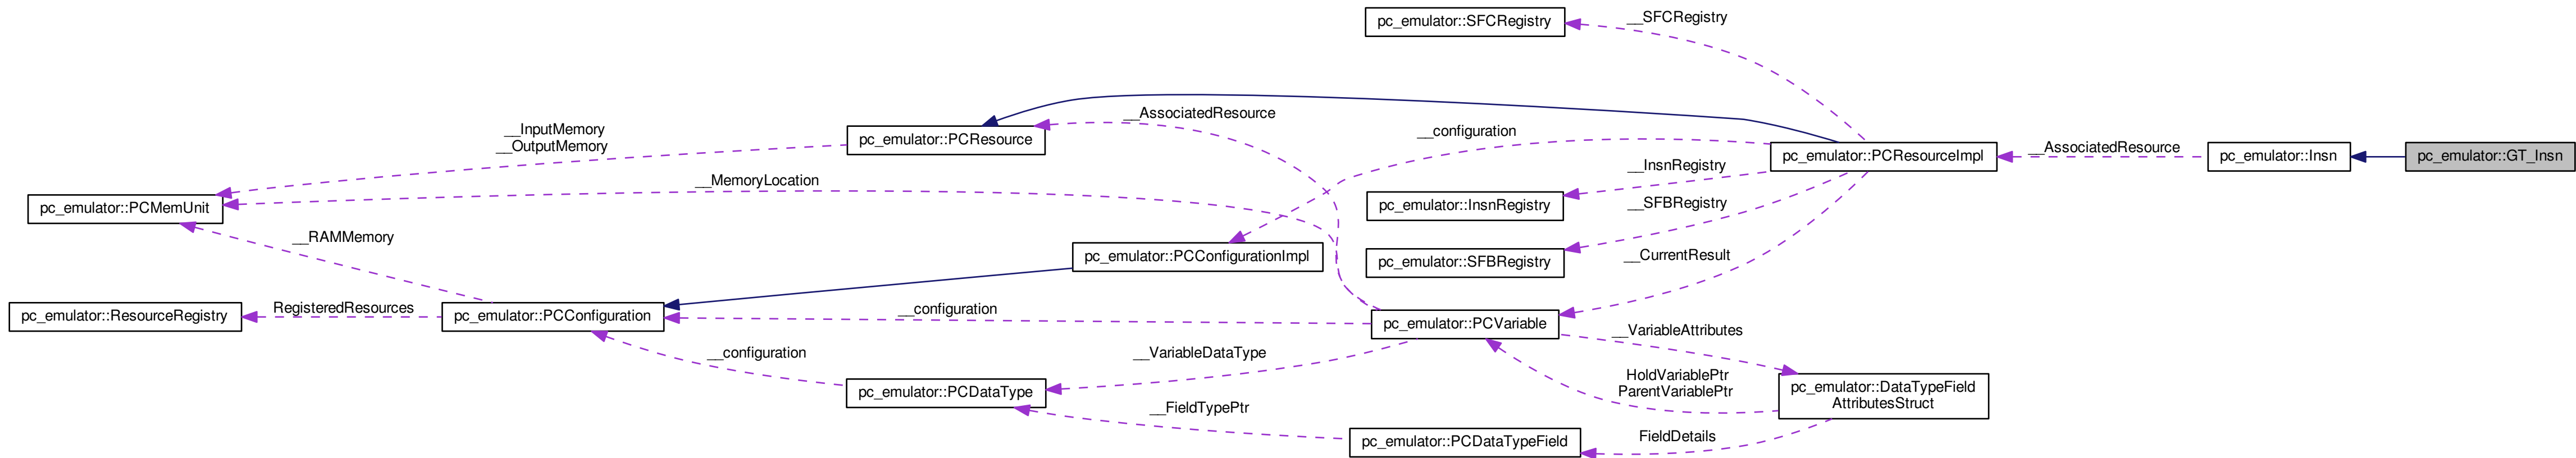 pc_emulator::SFCRegistry
__SFCRegistry
__AssociatedResource
__InputMemory
__OutputMemory
pc_emulator::PCResource
__configuration
pc_emulator::PCResourceImpl
__AssociatedResource
pc_emulator::Insn
pc_emulator::GT_Insn
__InsnRegistry
__MemoryLocation
pc_emulator::PCMemUnit
pc_emulator::InsnRegistry
__SFBRegistry
__RAMMemory
pc_emulator::PCConfigurationImpl
pc_emulator::SFBRegistry
__CurrentResult
pc_emulator::ResourceRegistry
RegisteredResources
pc_emulator::PCConfiguration
__configuration
pc_emulator::PCVariable
__VariableAttributes
__configuration
__VariableDataType
HoldVariablePtr
ParentVariablePtr
pc_emulator::DataTypeField
AttributesStruct
pc_emulator::PCDataType
__FieldTypePtr
pc_emulator::PCDataTypeField
FieldDetails